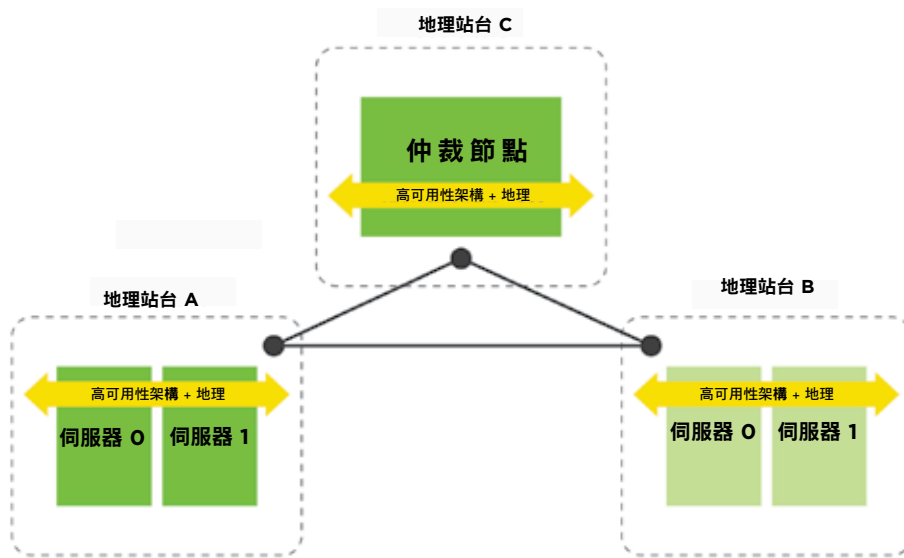 地理站台 C
仲裁節點
高可用性架構 + 地理
地理站台 A
地理站台 B
高可用性架構 + 地理
伺服器 0
伺服器 1
高可用性架構 + 地理
伺服器 0
伺服器 1